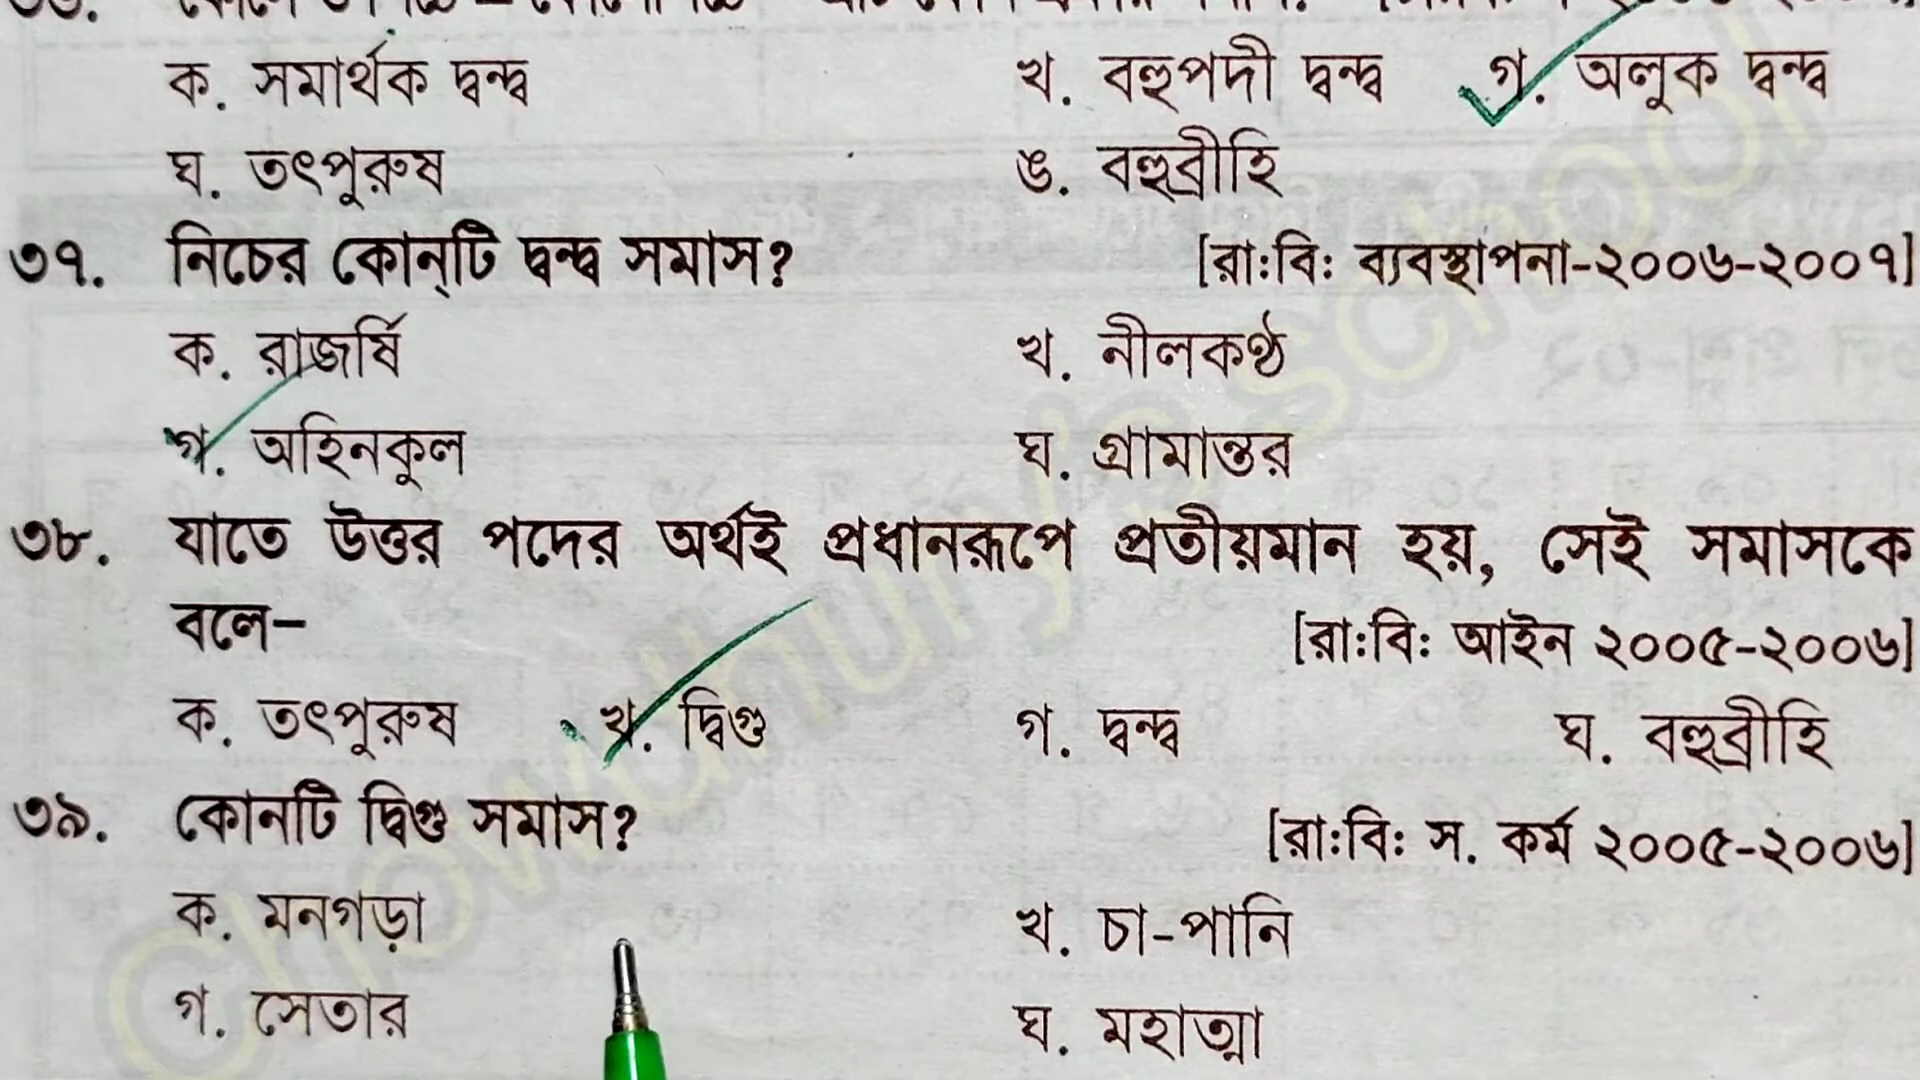 ক. সমার্থক দ্বন্দ্ব খ. বহুপদী দ্বন্দ্ব গ. অলুক দ্বন্দ্ব
ঘ. তৎপুরুষ ঙ. বহুব্রীহি
৩৭. নিচের কোন্‌টি দ্বন্দ্ব সমাস? [রা:বি: ব্যবস্থাপনা-২০০৬-২০০৭]
ক. রাজর্ষি খ. নীলকণ্ঠ
গ. অহিনকুল ঘ. গ্রামান্তর
৩৮. যাতে উত্তর পদের অর্থই প্রধানরূপে প্রতীয়মান হয়, সেই সমাসকে
বলে– [রা:বি: আইন ২০০৫-২০০৬]
ক. তৎপুরুষ খ. দ্বিগু গ. দ্বন্দ্ব ঘ. বহুব্রীহি
৩৯. কোনটি দ্বিগু সমাস? [রা:বি: স. কর্ম ২০০৫-২০০৬]
ক. মনগড়া খ. চা-পানি
গ. সেতার ঘ. মহাত্মা
Chowdhury's School